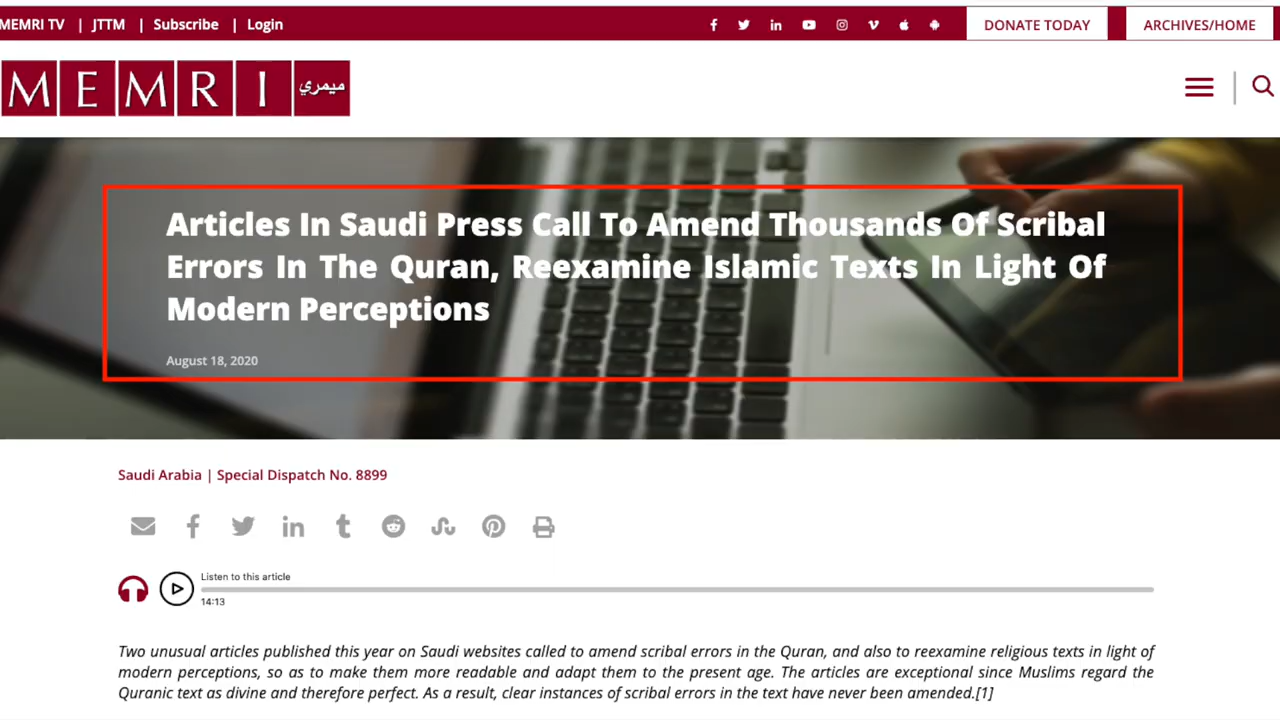 MEMRI TV | JTTM | Subscribe | Login
DONATE TODAY
ARCHIVES/HOME
MEMRI ميمري
Articles In Saudi Press Call To Amend Thousands Of Scribal
Errors In The Quran, Reexamine Islamic Texts In Light Of
Modern Perceptions
August 18, 2020
Saudi Arabia | Special Dispatch No. 8899
Listen to this article
14:13
Two unusual articles published this year on Saudi websites called to amend scribal errors in the Quran, and also to reexamine religious texts in light of
modern perceptions, so as to make them more readable and adapt them to the present age. The articles are exceptional since Muslims regard the
Quranic text as divine and therefore perfect. As a result, clear instances of scribal errors in the text have never been amended.[1]